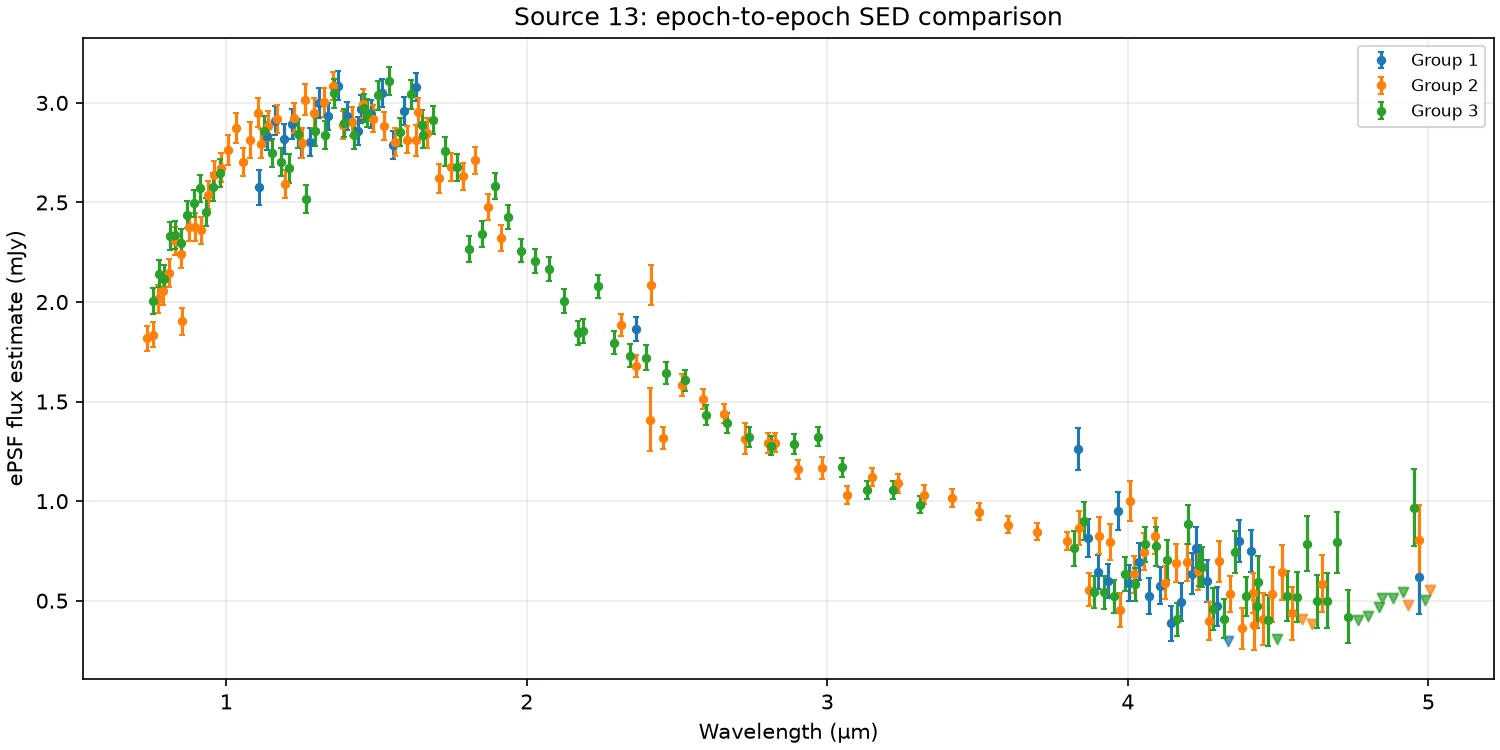 Source 13: epoch-to-epoch SED comparison
ePSF flux estimate (mJy)
3.0
2.5
2.0
1.5
1.0
0.5
Group 1
Group 2
Group 3
1 2 3 4 5
Wavelength (µm)